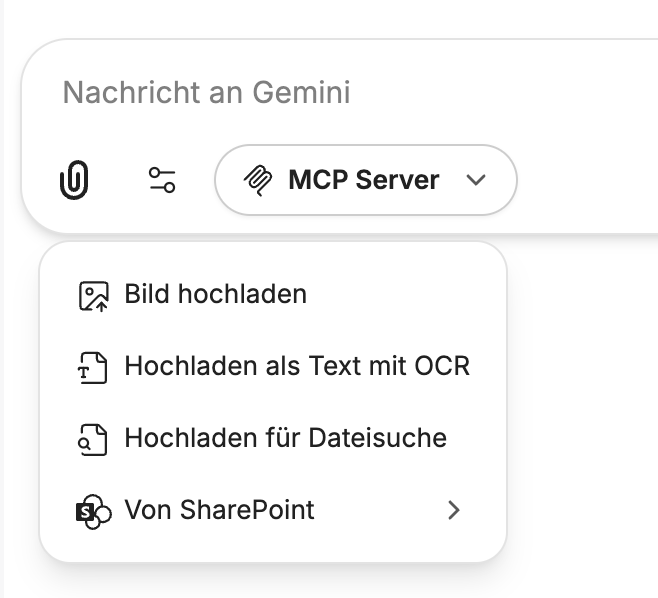 Nachricht an Gemini
MCP Server
Bild hochladen
Hochladen als Text mit OCR
Hochladen für Dateisuche
Von SharePoint